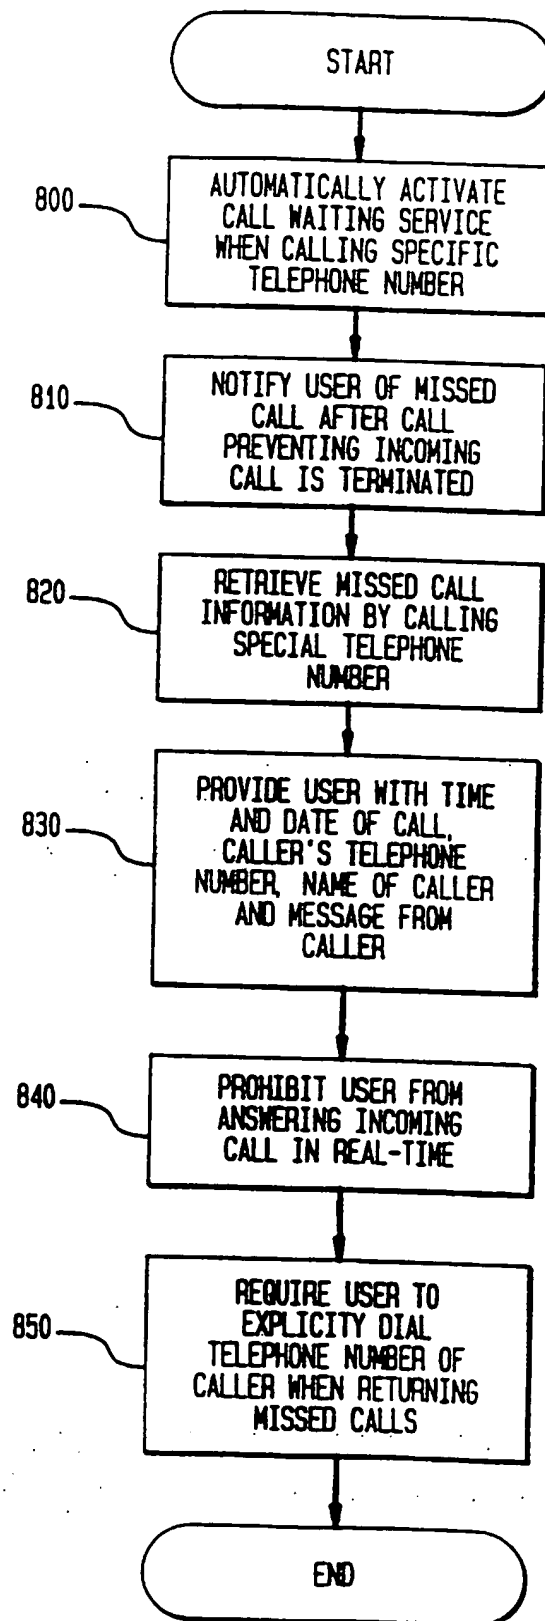 START
800
AUTOMATICALLY ACTIVATE
CALL WAITING SERVICE
WHEN CALLING SPECIFIC
TELEPHONE NUMBER
810
NOTIFY USER OF MISSED
CALL AFTER CALL
PREVENTING INCOMING
CALL IS TERMINATED
820
RETRIEVE MISSED CALL
INFORMATION BY CALLING
SPECIAL TELEPHONE
NUMBER
830
PROVIDE USER WITH TIME
AND DATE OF CALL,
CALLER'S TELEPHONE
NUMBER, NAME OF CALLER
AND MESSAGE FROM
CALLER
840
PROHIBIT USER FROM
ANSWERING INCOMING
CALL IN REAL-TIME
850
REQUIRE USER TO
EXPLICITY DIAL
TELEPHONE NUMBER OF
CALLER WHEN RETURNING
MISSED CALLS
END